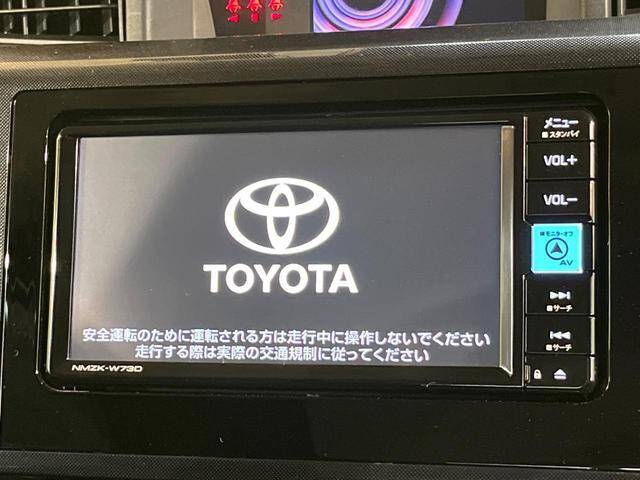 メニュー
■スタンバイ
VOL+
VOL−
■モニター・オフ
AV
■サーチ
■サーチ
TOYOTA
安全運転のために運転される方は走行中に操作しないでください
走行する際は実際の交通規制に従ってください
NMZK-W73D